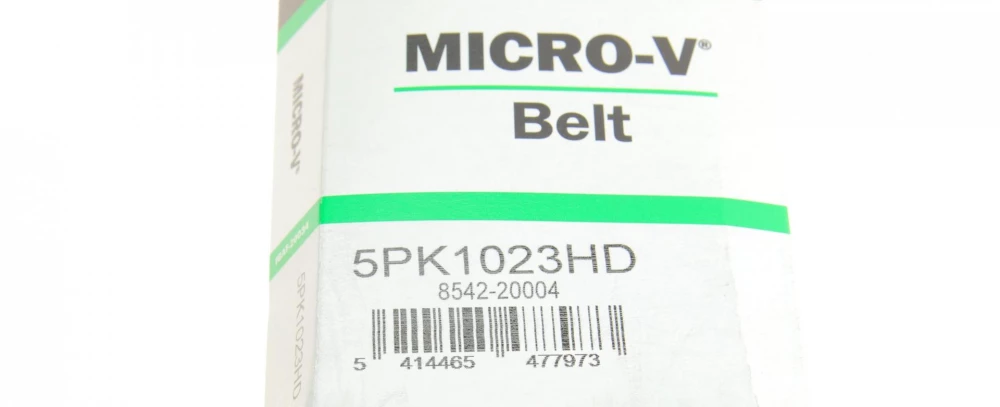 MICRO-V®
Belt
5PK1023HD
8542-20004
5 414465 477973
MICRO-V®
5PK1023HD